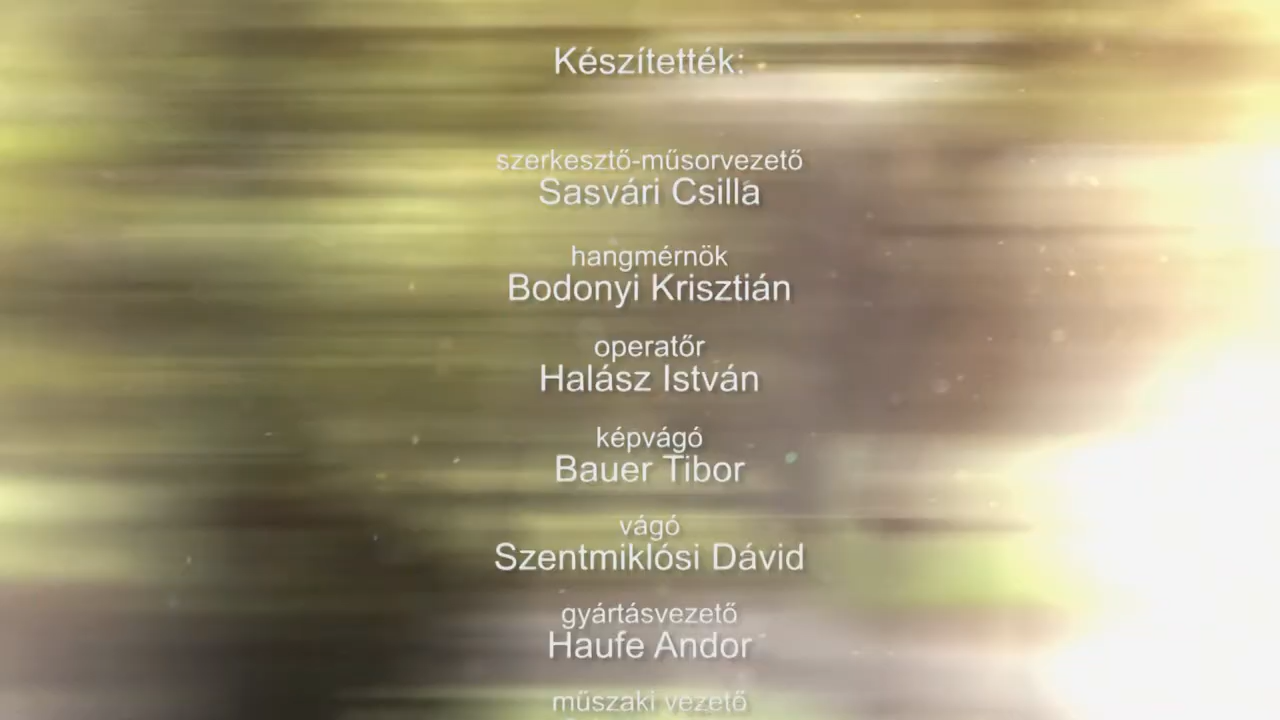 Készítették:
szerkesztő-műsorvezető
Sasvári Csilla
hangmérnök
Bodonyi Krisztián
operatőr
Halász István
képvágó
Bauer Tibor
vágó
Szentmiklósi Dávid
gyártásvezető
Haufe Andor
műszaki vezető